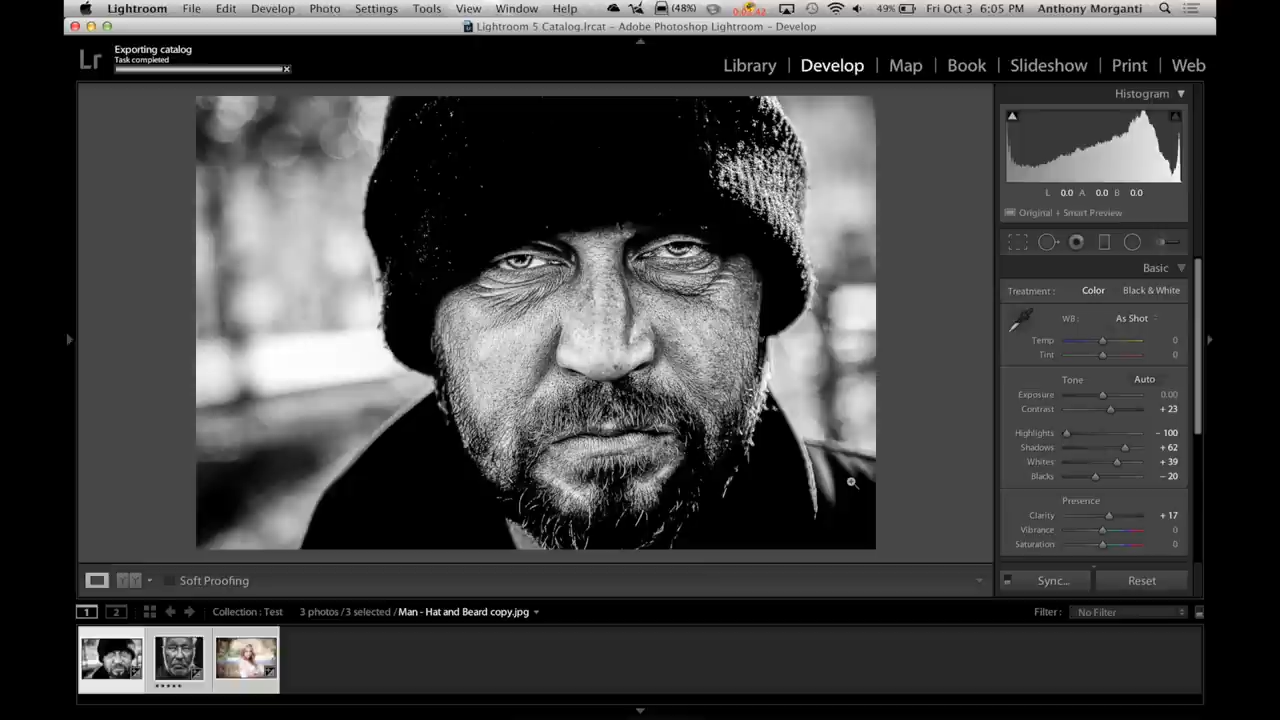 Lightroom File Edit Develop Photo Settings Tools View Window Help (48%) 49% Fri Oct 3 6:05 PM Anthony Morganti
Lightroom 5 Catalog.lrcat – Adobe Photoshop Lightroom – Develop
Lr Exporting catalog
Task completed
Library | Develop | Map | Book | Slideshow | Print | Web
Histogram
L 0.0 A 0.0 B 0.0
Original + Smart Preview
Basic
Treatment : Color Black & White
WB : As Shot
Temp 0
Tint 0
Tone Auto
Exposure 0.00
Contrast + 23
Highlights – 100
Shadows + 62
Whites + 39
Blacks – 20
Presence
Clarity + 17
Vibrance 0
Saturation 0
Y Y Soft Proofing Sync... Reset
1 2 Collection : Test 3 photos / 3 selected / Man - Hat and Beard copy.jpg Filter : No Filter